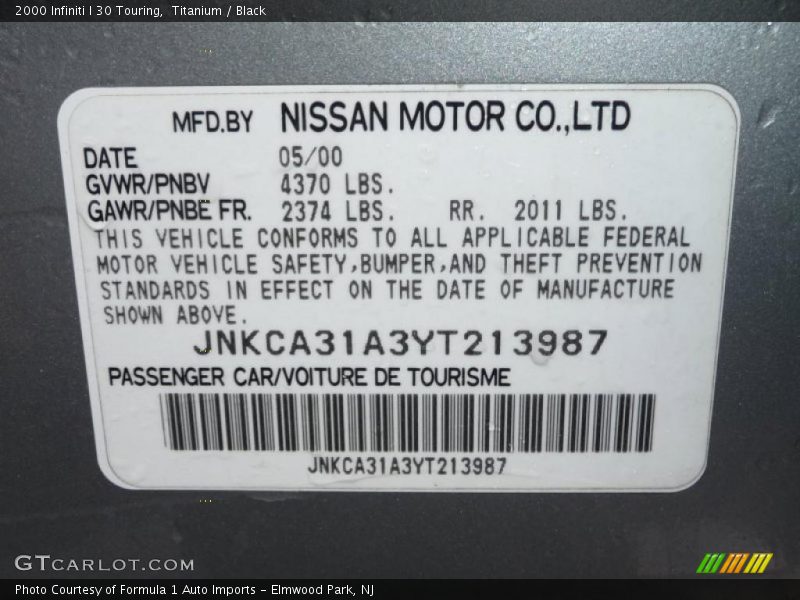 2000 Infiniti I 30 Touring, Titanium / Black
MFD.BY NISSAN MOTOR CO.,LTD
DATE 05/00
GVWR/PNBV 4370 LBS.
GAWR/PNBE FR. 2374 LBS. RR. 2011 LBS.
THIS VEHICLE CONFORMS TO ALL APPLICABLE FEDERAL
MOTOR VEHICLE SAFETY,BUMPER,AND THEFT PREVENTION
STANDARDS IN EFFECT ON THE DATE OF MANUFACTURE
SHOWN ABOVE.
JNKCA31A3YT213987
PASSENGER CAR/VOITURE DE TOURISME
JNKCA31A3YT213987
GTCARLOT.COM
Photo Courtesy of Formula 1 Auto Imports - Elmwood Park, NJ